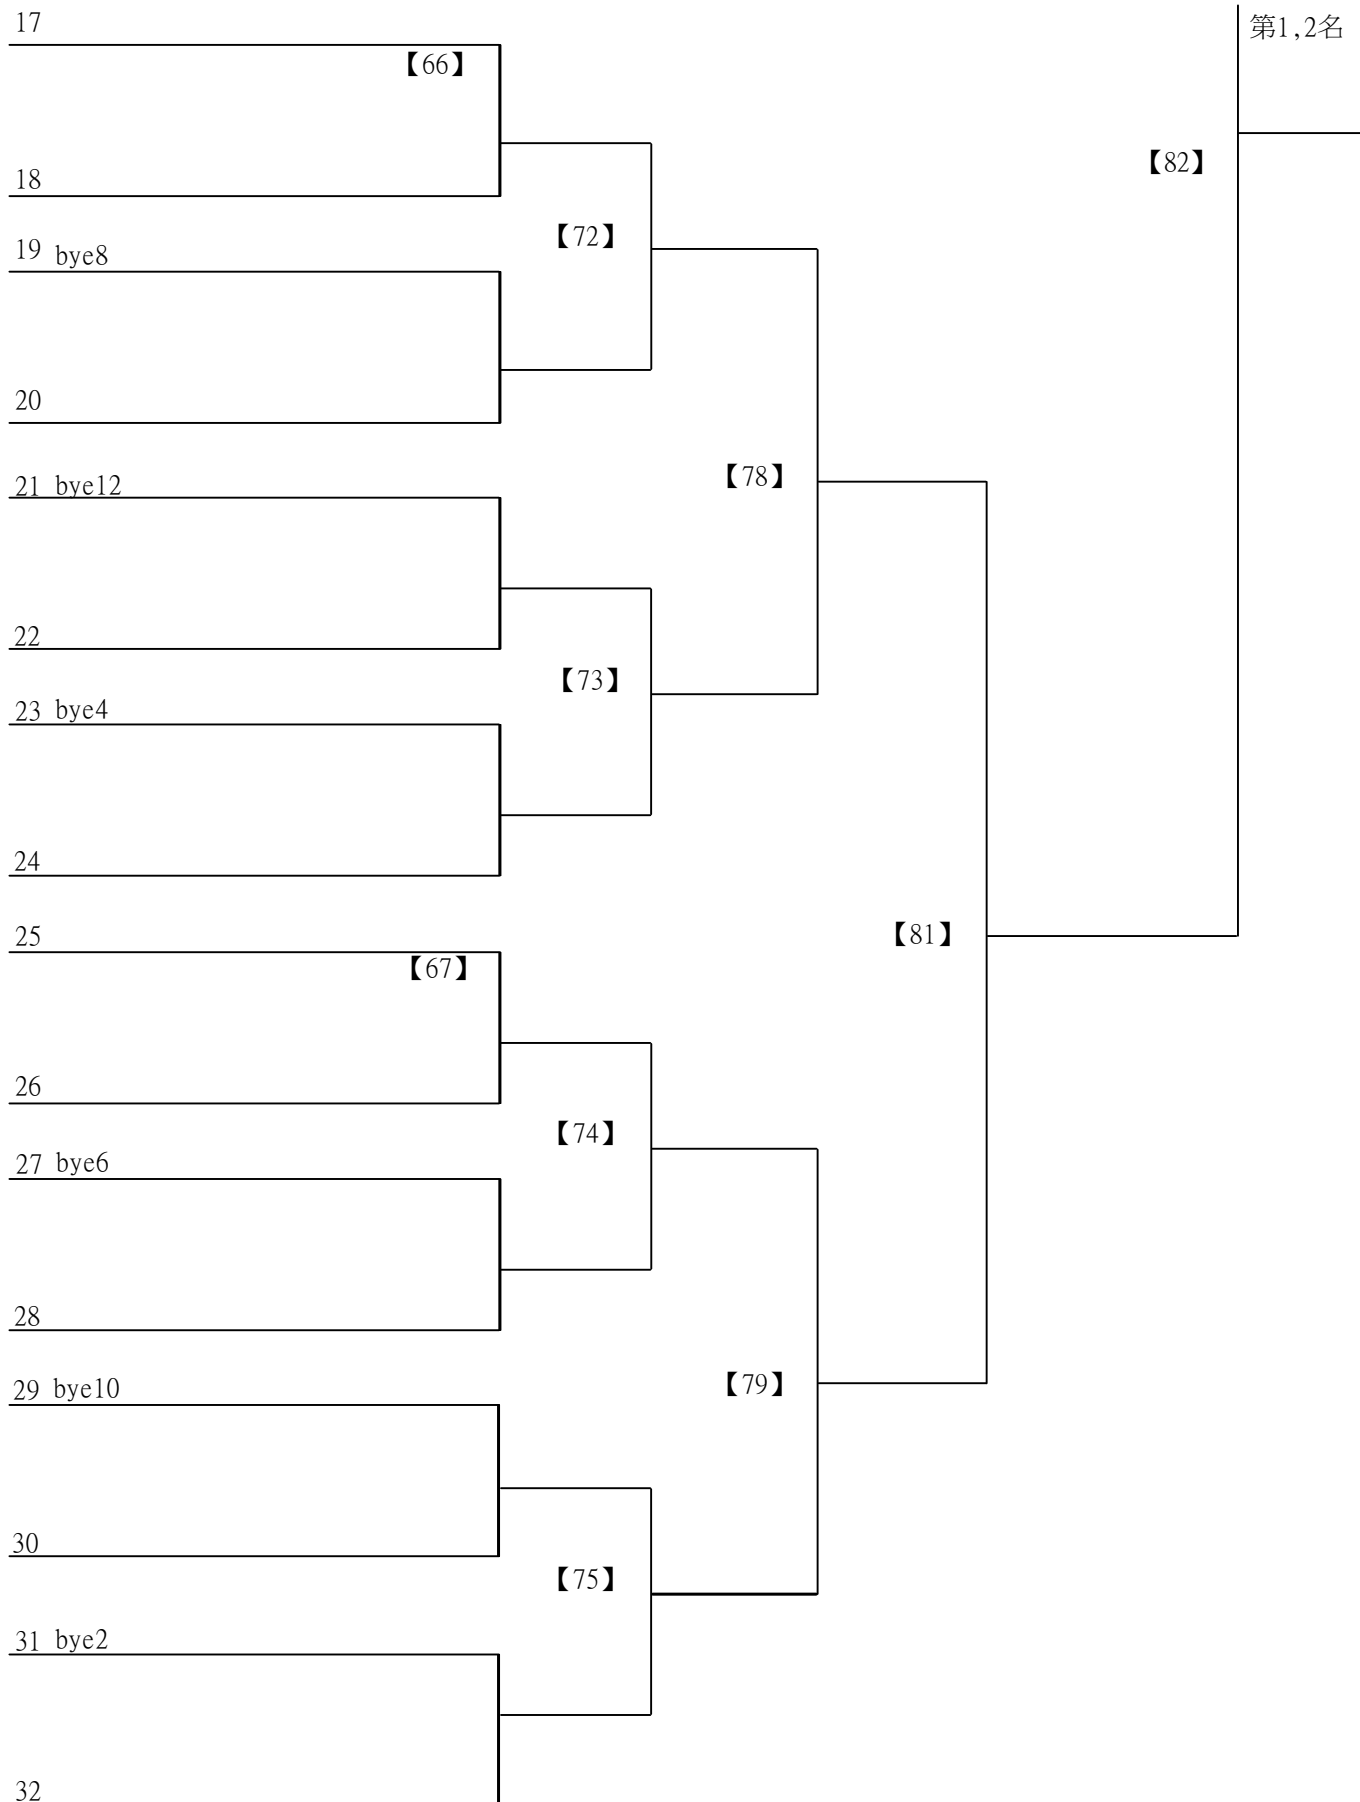 17
第1,2名
【66】
【82】
18
【72】
19 bye8
20
【78】
21 bye12
22
【73】
23 bye4
24
【81】
25
【67】
26
【74】
27 bye6
28
【79】
29 bye10
30
【75】
31 bye2
32